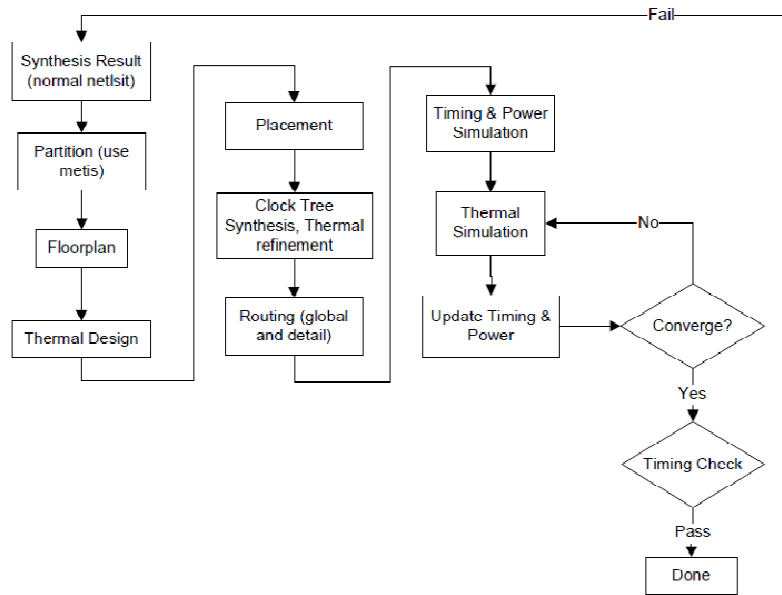 Fail
Synthesis Result
(normal netlsit)
Partition (use
metis)
Floorplan
Thermal Design
Placement
Clock Tree
Synthesis, Thermal
refinement
Routing (global
and detail)
Timing & Power
Simulation
Thermal
Simulation
Update Timing &
Power
No
Converge?
Yes
Timing Check
Pass
Done